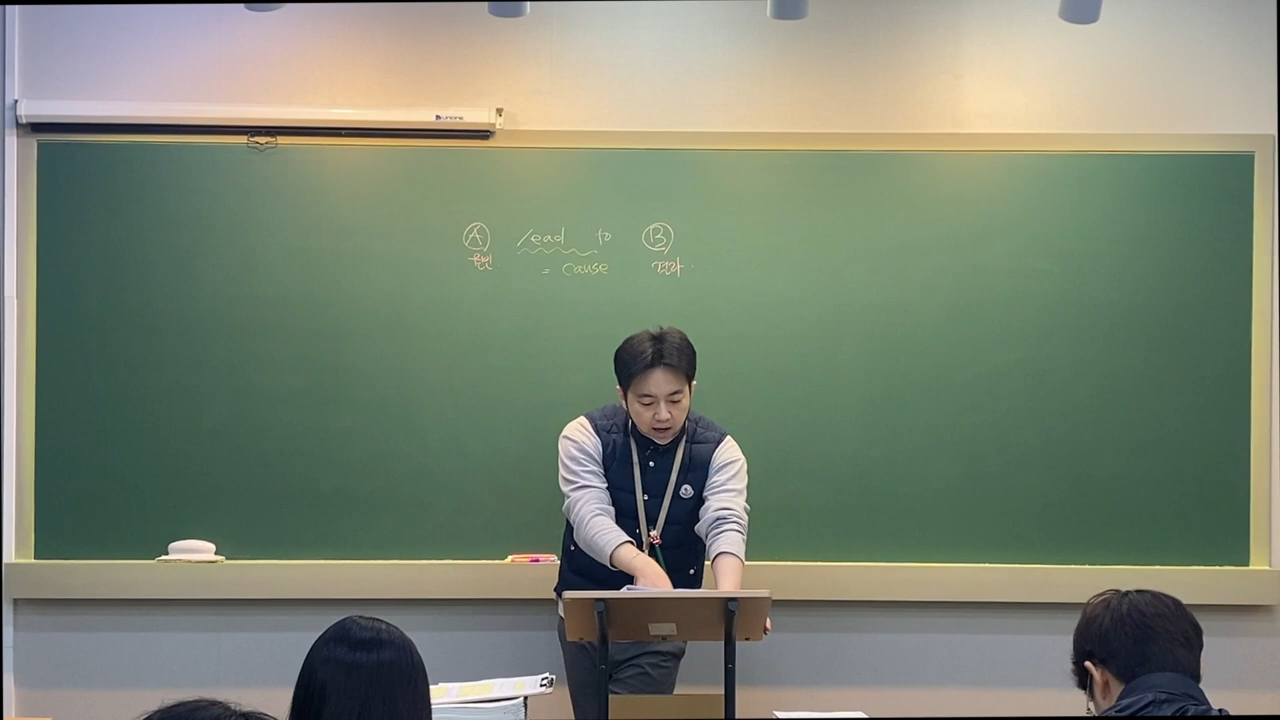 Ⓐ lead to Ⓑ
원인 = cause 결과